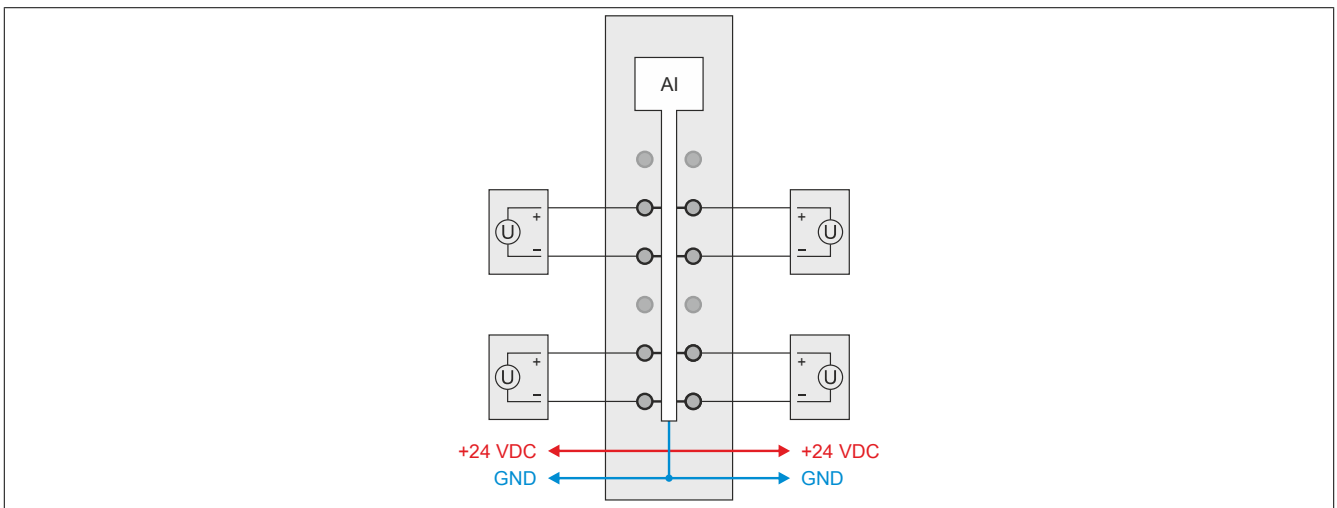 AI
U + −
+ − U
U + −
+ − U
+24 VDC +24 VDC
GND GND